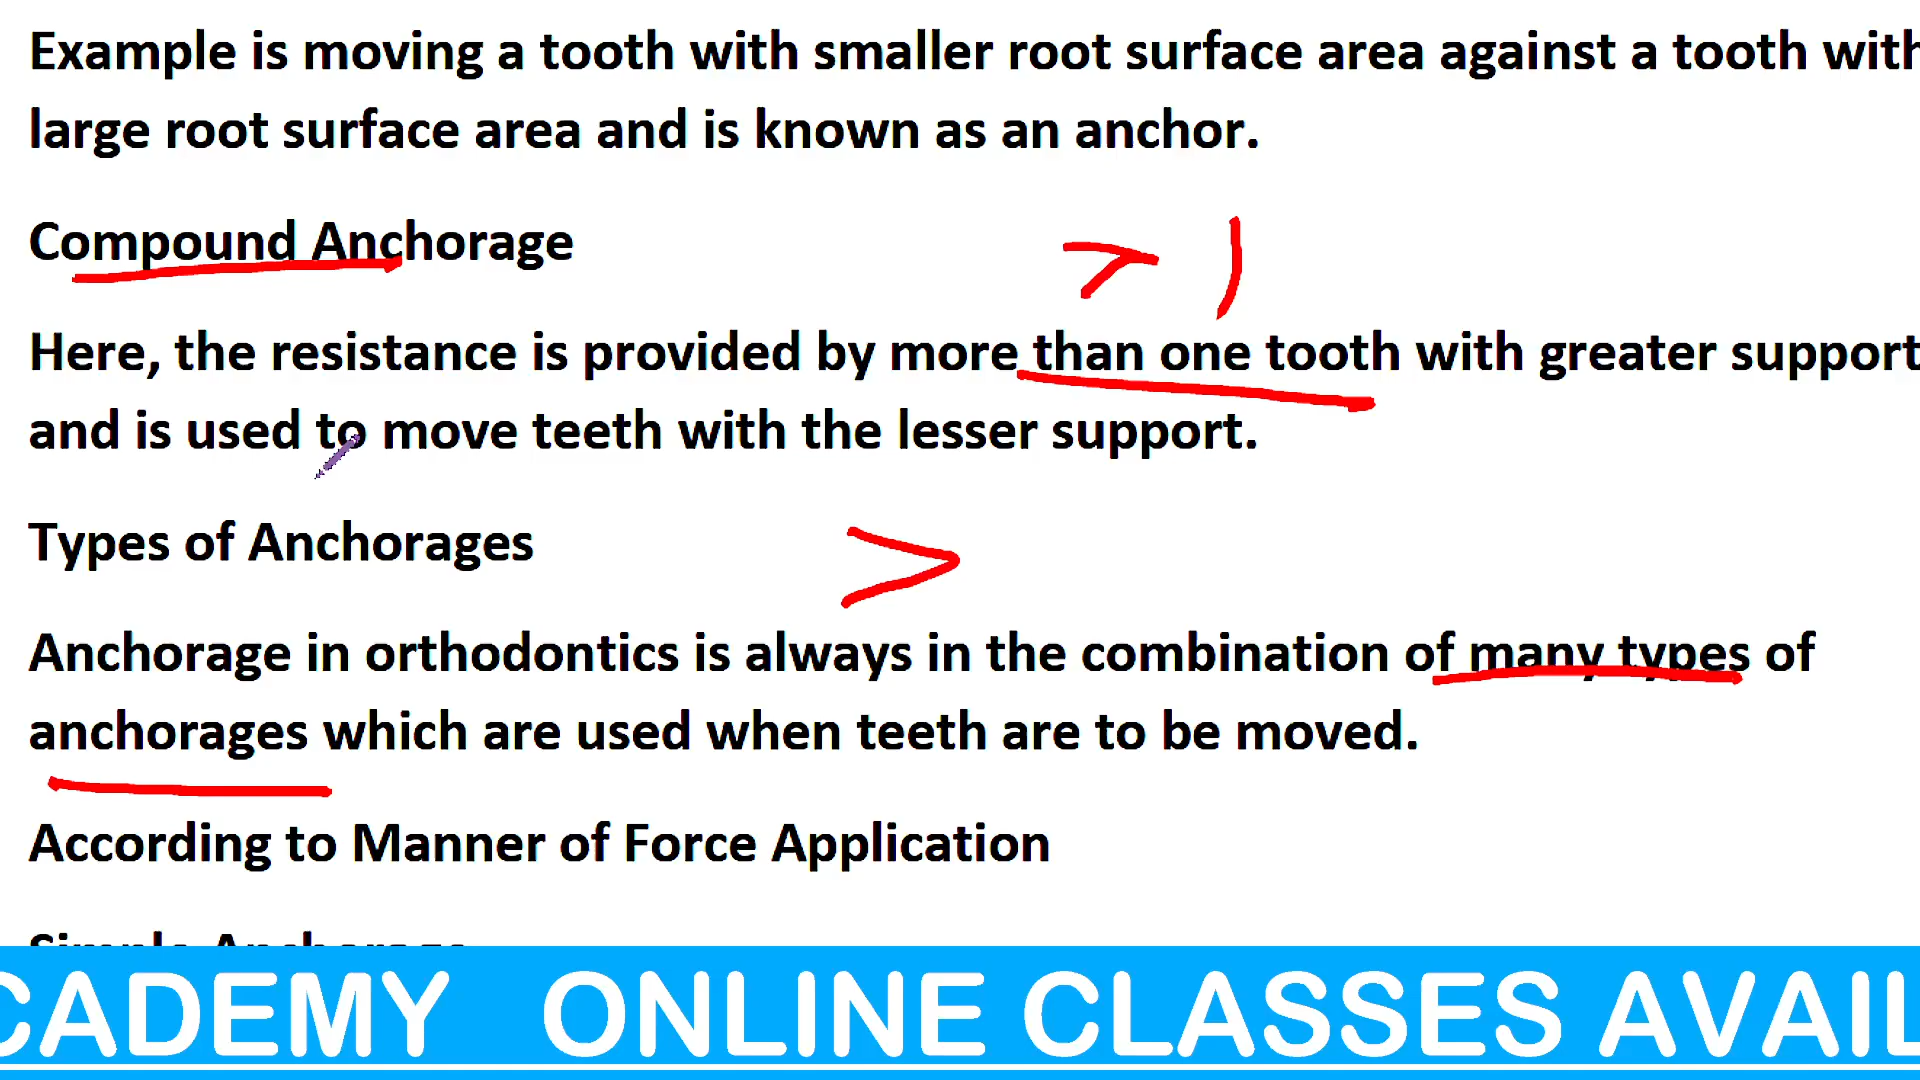 Example is moving a tooth with smaller root surface area against a tooth with
large root surface area and is known as an anchor.
Compound Anchorage
> 1
Here, the resistance is provided by more than one tooth with greater support
and is used to move teeth with the lesser support.
Types of Anchorages
>
Anchorage in orthodontics is always in the combination of many types of
anchorages which are used when teeth are to be moved.
According to Manner of Force Application
Simple Anchorage
CADEMY ONLINE CLASSES AVAIL